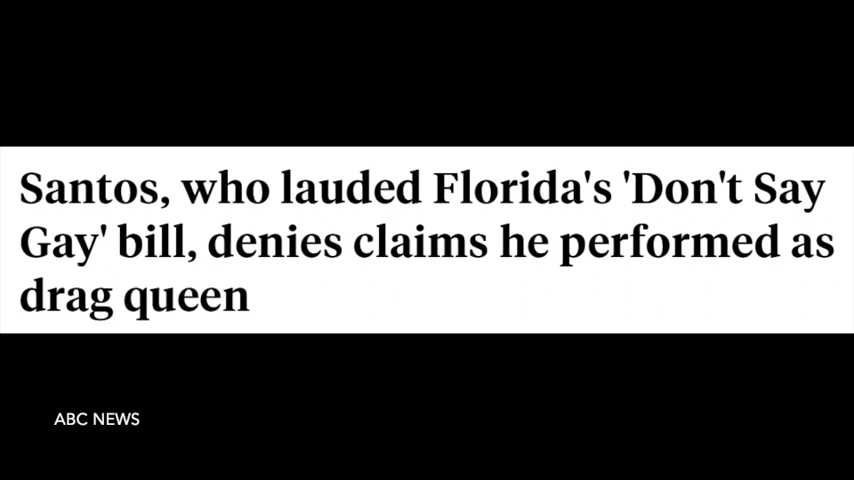 Santos, who lauded Florida's 'Don't Say
Gay' bill, denies claims he performed as
drag queen
ABC NEWS